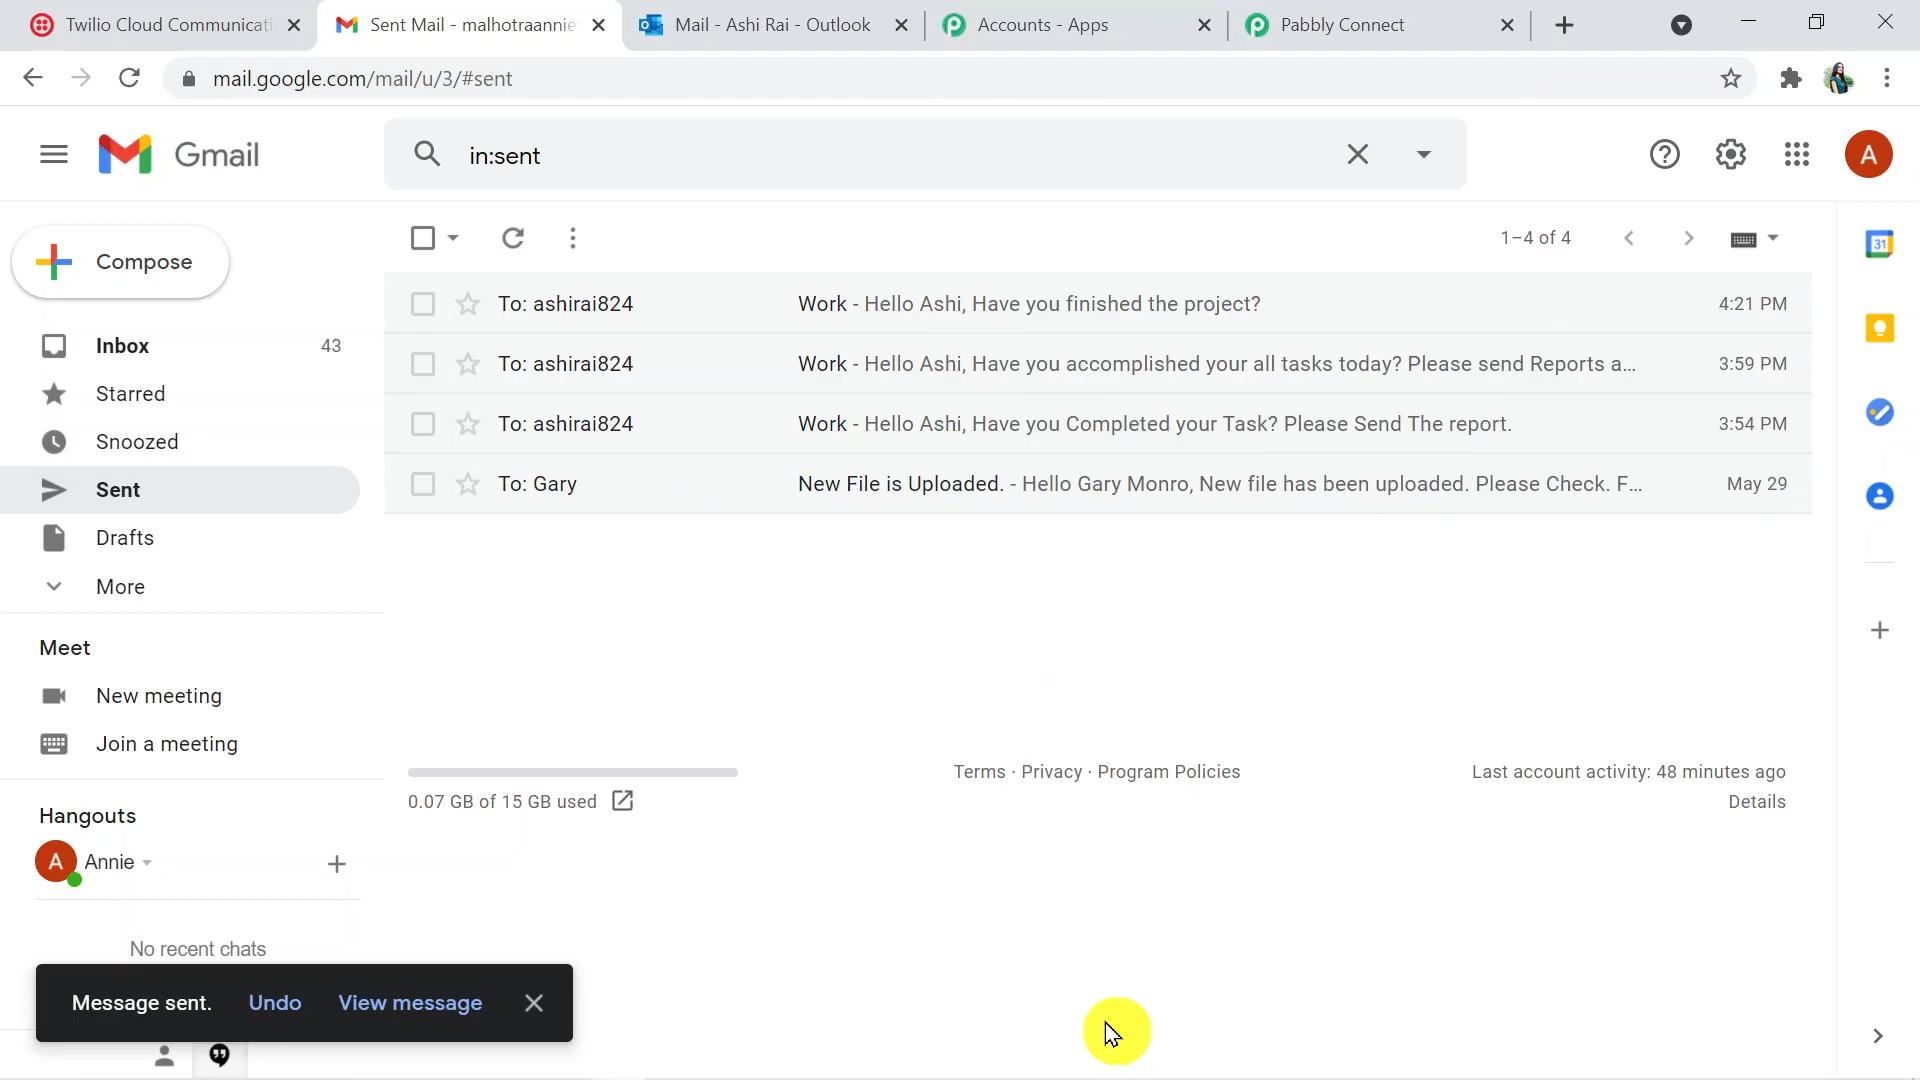 Twilio Cloud Communicati
Sent Mail - malhotraannie
Mail - Ashi Rai - Outlook
Accounts - Apps
Pabbly Connect
mail.google.com/mail/u/3/#sent
Gmail
in:sent
A
Compose
1–4 of 4
31
To: ashirai824 Work - Hello Ashi, Have you finished the project? 4:21 PM
Inbox 43
To: ashirai824 Work - Hello Ashi, Have you accomplished your all tasks today? Please send Reports a... 3:59 PM
Starred
To: ashirai824 Work - Hello Ashi, Have you Completed your Task? Please Send The report. 3:54 PM
Snoozed
To: Gary New File is Uploaded. - Hello Gary Monro, New file has been uploaded. Please Check. F... May 29
Sent
Drafts
More
Meet
New meeting
Join a meeting
0.07 GB of 15 GB used
Terms · Privacy · Program Policies
Last account activity: 48 minutes ago
Details
Hangouts
A Annie
No recent chats
Message sent. Undo View message